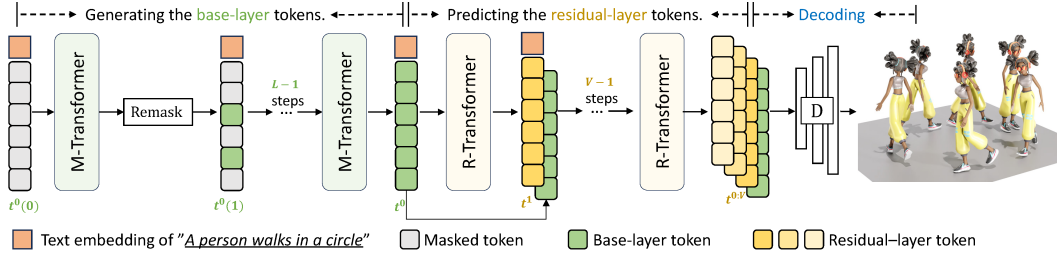 Generating the base-layer tokens.
Predicting the residual-layer tokens.
Decoding
M-Transformer
Remask
L−1
steps
...
M-Transformer
R-Transformer
V−1
steps
...
R-Transformer
D
t⁰(0)
t⁰(1)
t⁰
t¹
t⁰:ⱽ
Text embedding of ”A person walks in a circle”
Masked token
Base-layer token
Residual–layer token